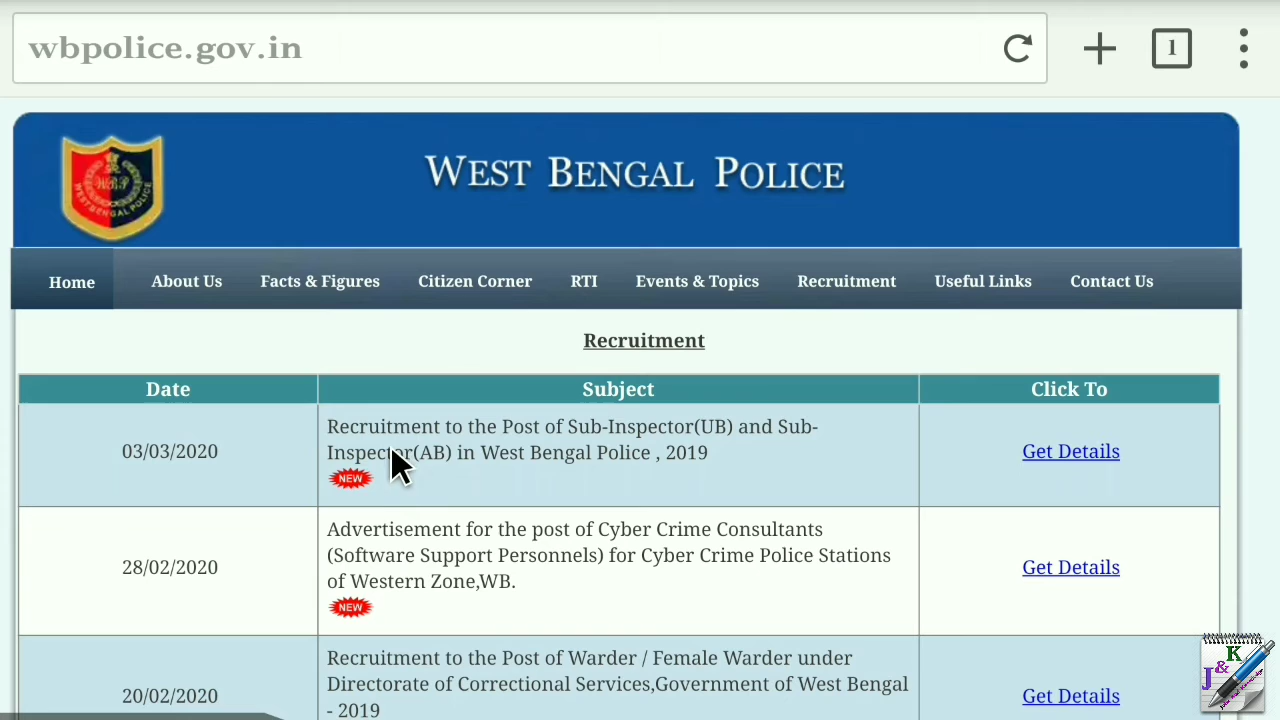 wbpolice.gov.in
1
WBP
WEST BENGAL POLICE
WEST BENGAL POLICE
Home About Us Facts & Figures Citizen Corner RTI Events & Topics Recruitment Useful Links Contact Us
Recruitment
Date Subject Click To
03/03/2020
Recruitment to the Post of Sub-Inspector(UB) and Sub-
Inspector(AB) in West Bengal Police , 2019
NEW
Get Details
28/02/2020
Advertisement for the post of Cyber Crime Consultants
(Software Support Personnels) for Cyber Crime Police Stations
of Western Zone,WB.
NEW
Get Details
20/02/2020
Recruitment to the Post of Warder / Female Warder under
Directorate of Correctional Services,Government of West Bengal
- 2019
Get Details
J&K